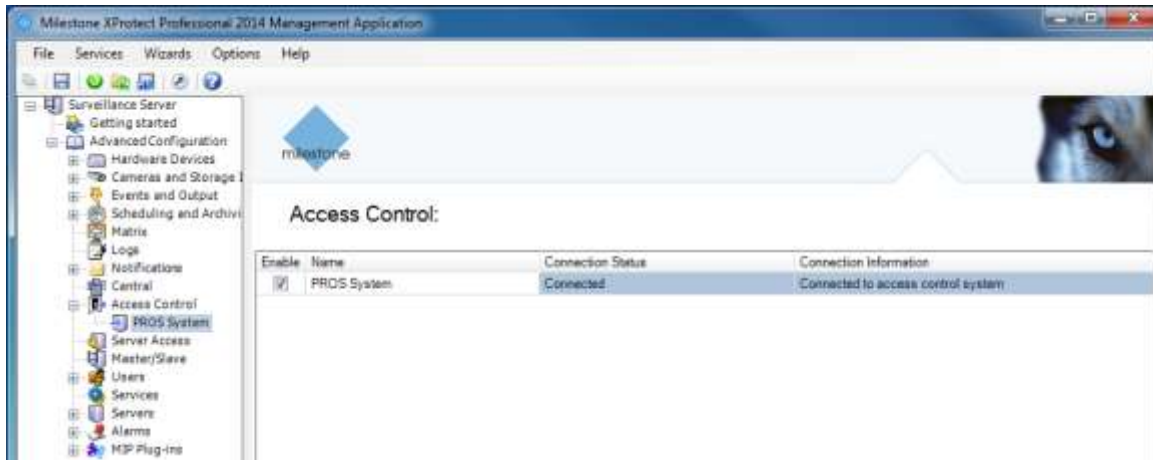 Milestone XProtect Professional 2014 Management Application
File Services Wizards Options Help
Surveillance Server
Getting started
Advanced Configuration
Hardware Devices
Cameras and Storage I
Events and Output
Scheduling and Archivi
Matrix
Logs
Notifications
Central
Access Control
PROS System
Server Access
Master/Slave
Users
Services
Servers
Alarms
MIP Plug-ins
milestone
Access Control:
Enable Name Connection Status Connection Information
PROS System Connected Connected to access control system